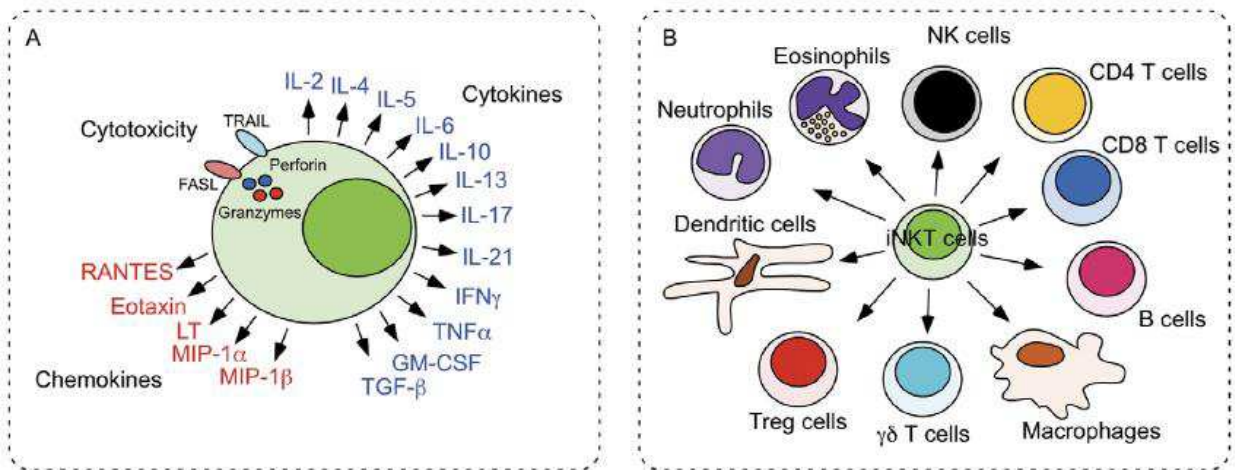 A
Cytotoxicity
TRAIL
FASL
Perforin
Granzymes
IL-2
IL-4
IL-5
Cytokines
IL-6
IL-10
IL-13
IL-17
IL-21
IFNγ
TNFα
GM-CSF
TGF-β
RANTES
Eotaxin
LT
MIP-1α
MIP-1β
Chemokines
B
NK cells
Eosinophils
CD4 T cells
Neutrophils
CD8 T cells
Dendritic cells
iNKT cells
B cells
Treg cells
γδ T cells
Macrophages